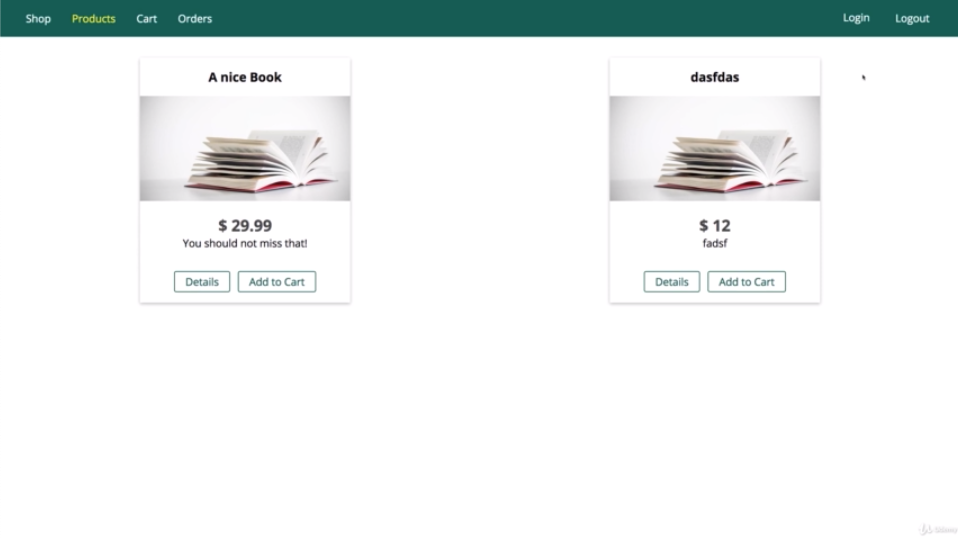 Shop Products Cart Orders Login Logout
A nice Book
$ 29.99
You should not miss that!
Details Add to Cart
dasfdas
$ 12
fadsf
Details Add to Cart
Udemy